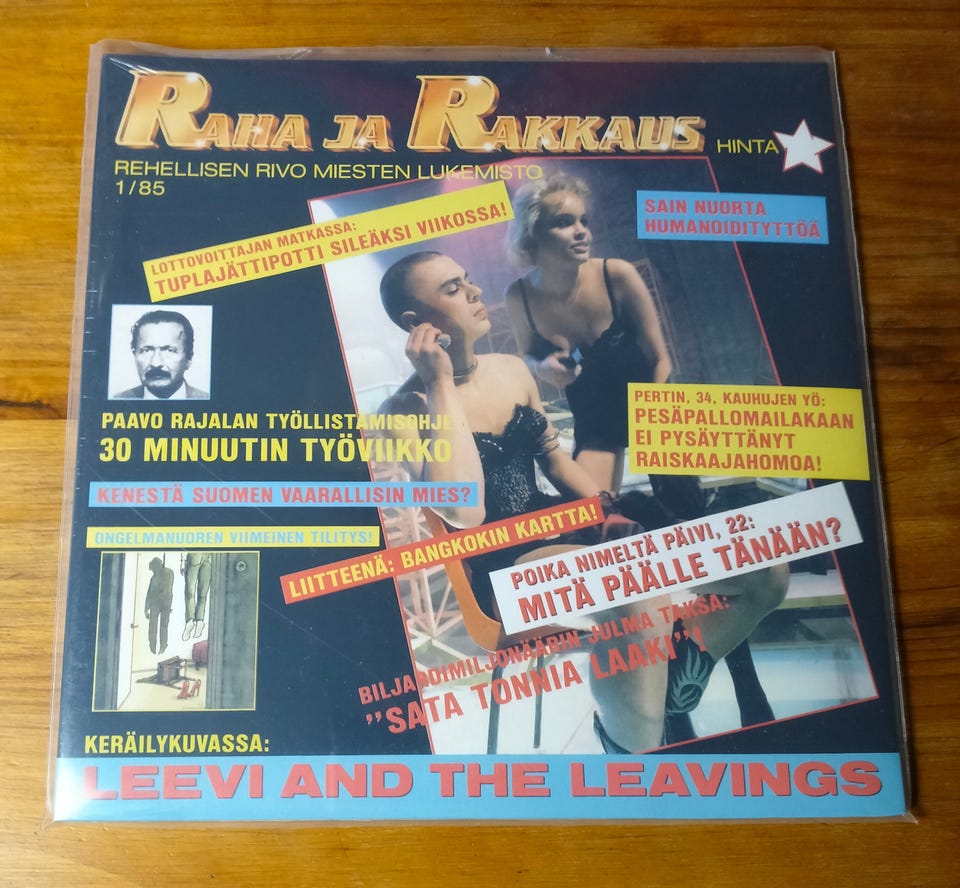 RAHA JA RAKKAUS
HINTA
REHELLISEN RIVO MIESTEN LUKEMISTO
1/85
LOTTOVOITTAJAN MATKASSA:
TUPLAJÄTTIPOTTI SILEÄKSI VIIKOSSA!
SAIN NUORTA
HUMANOIDITYTTÖÄ
PAAVO RAJALAN TYÖLLISTÄMISOHJE
30 MINUUTIN TYÖVIIKKO
PERTIN, 34, KAUHUJEN YÖ:
PESÄPALLOMAILAKAAN
EI PYSÄYTTÄNYT
RAISKAAJAHOMOA!
KENESTÄ SUOMEN VAARALLISIN MIES?
ONGELMANUOREN VIIMEINEN TILITYS!
LIITTEENÄ: BANGKOKIN KARTTA!
POIKA NIMELTÄ PÄIVI, 22:
MITÄ PÄÄLLE TÄNÄÄN?
BILJARDIMILJONÄÄRIN JULMA TAKSA:
”SATA TONNIA LAAKI”!
KERÄILYKUVASSA:
LEEVI AND THE LEAVINGS